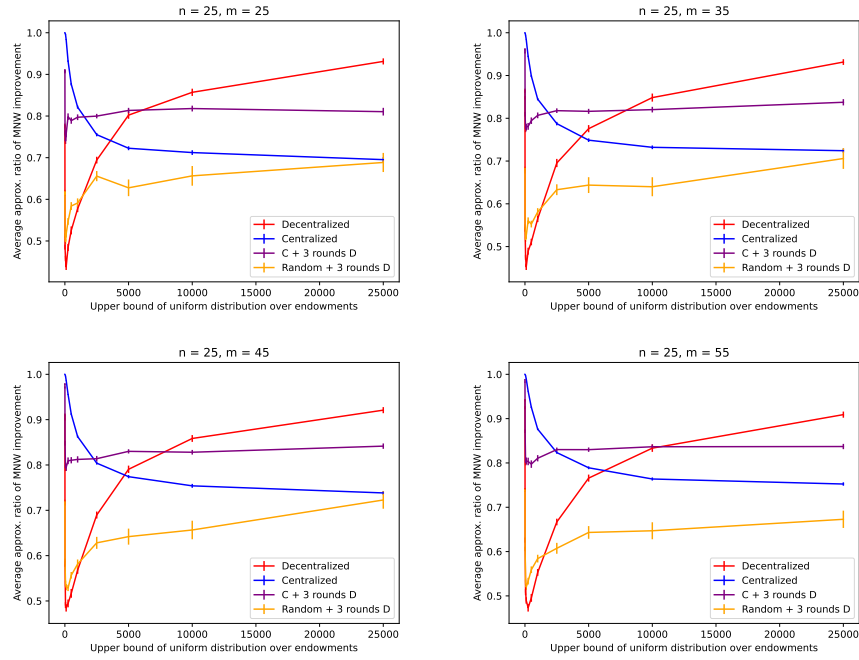 n = 25, m = 25
Average approx. ratio of MNW improvement
1.0
0.9
0.8
0.7
0.6
0.5
Decentralized
Centralized
C + 3 rounds D
Random + 3 rounds D
0 5000 10000 15000 20000 25000
Upper bound of uniform distribution over endowments
n = 25, m = 35
Average approx. ratio of MNW improvement
1.0
0.9
0.8
0.7
0.6
0.5
Decentralized
Centralized
C + 3 rounds D
Random + 3 rounds D
0 5000 10000 15000 20000 25000
Upper bound of uniform distribution over endowments
n = 25, m = 45
Average approx. ratio of MNW improvement
1.0
0.9
0.8
0.7
0.6
0.5
Decentralized
Centralized
C + 3 rounds D
Random + 3 rounds D
0 5000 10000 15000 20000 25000
Upper bound of uniform distribution over endowments
n = 25, m = 55
Average approx. ratio of MNW improvement
1.0
0.9
0.8
0.7
0.6
0.5
Decentralized
Centralized
C + 3 rounds D
Random + 3 rounds D
0 5000 10000 15000 20000 25000
Upper bound of uniform distribution over endowments